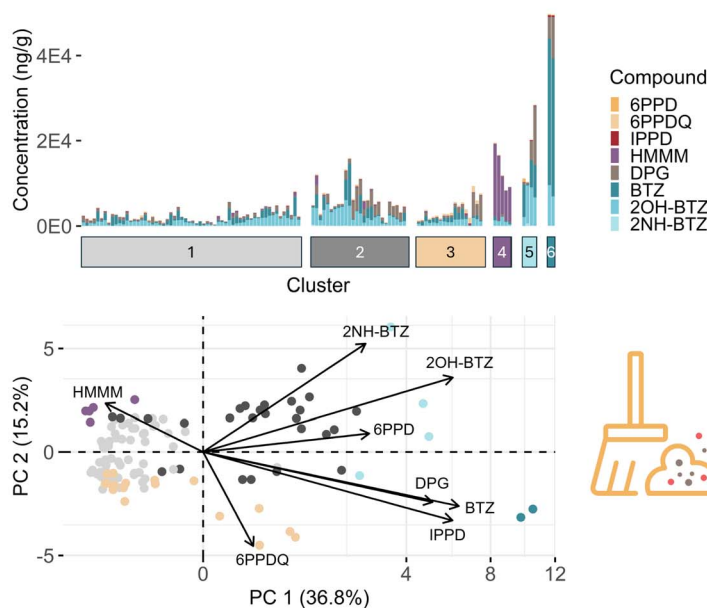 Concentration (ng/g)
4E4
2E4
0E0
1 2 3 4 5 6
Cluster
Compound
6PPD
6PPDQ
IPPD
HMMM
DPG
BTZ
2OH-BTZ
2NH-BTZ
PC 2 (15.2%)
5
0
-5
2NH-BTZ
2OH-BTZ
HMMM
6PPD
DPG
BTZ
IPPD
6PPDQ
0 4 8 12
PC 1 (36.8%)